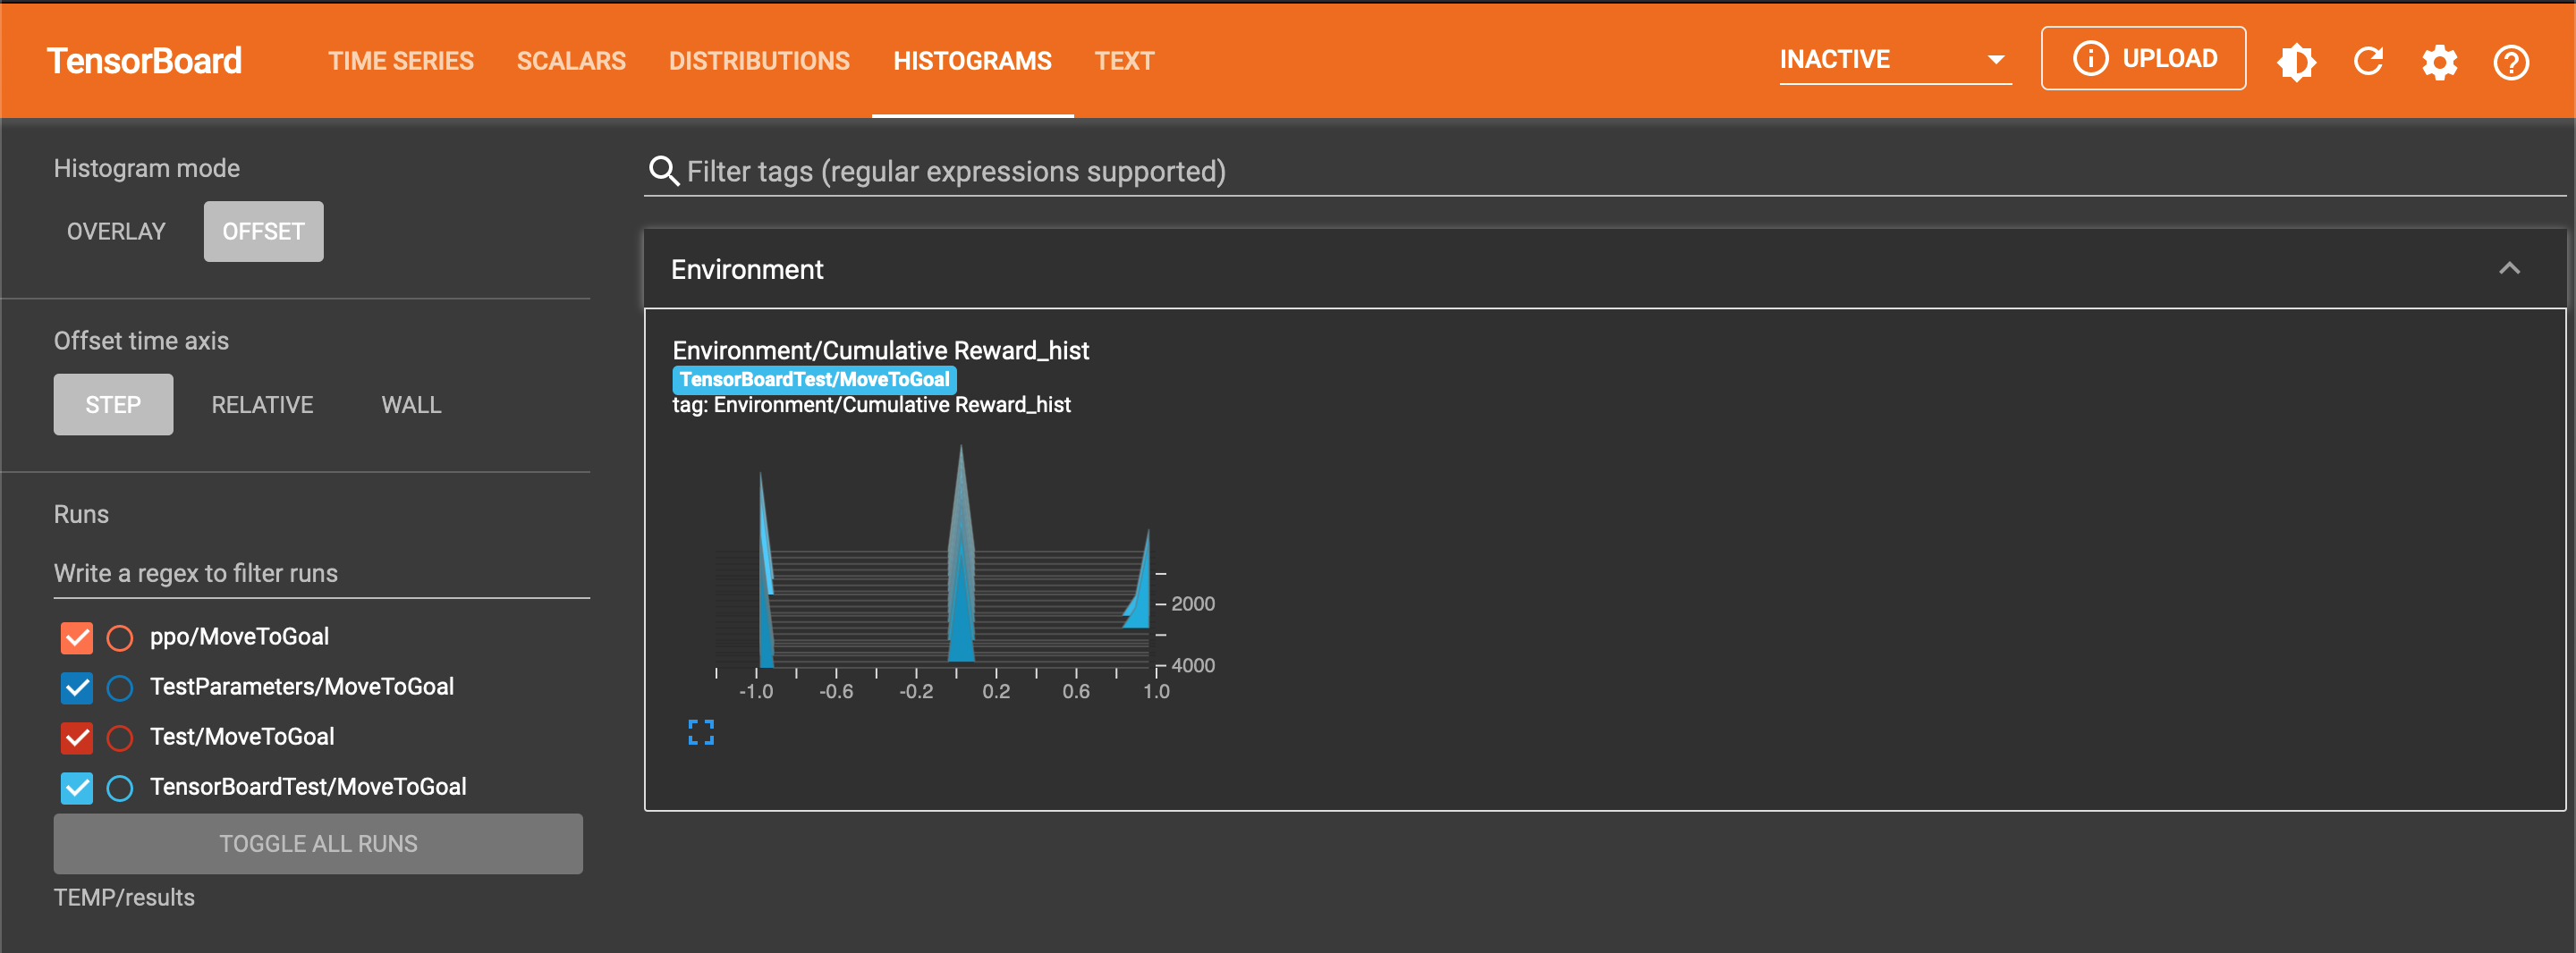 TensorBoard
TIME SERIES
SCALARS
DISTRIBUTIONS
HISTOGRAMS
TEXT
INACTIVE
UPLOAD
Histogram mode
OVERLAY
OFFSET
Offset time axis
STEP
RELATIVE
WALL
Runs
Write a regex to filter runs
ppo/MoveToGoal
TestParameters/MoveToGoal
Test/MoveToGoal
TensorBoardTest/MoveToGoal
TOGGLE ALL RUNS
TEMP/results
Filter tags (regular expressions supported)
Environment
Environment/Cumulative Reward_hist
TensorBoardTest/MoveToGoal
tag: Environment/Cumulative Reward_hist
2000
4000
-1.0 -0.6 -0.2 0.2 0.6 1.0